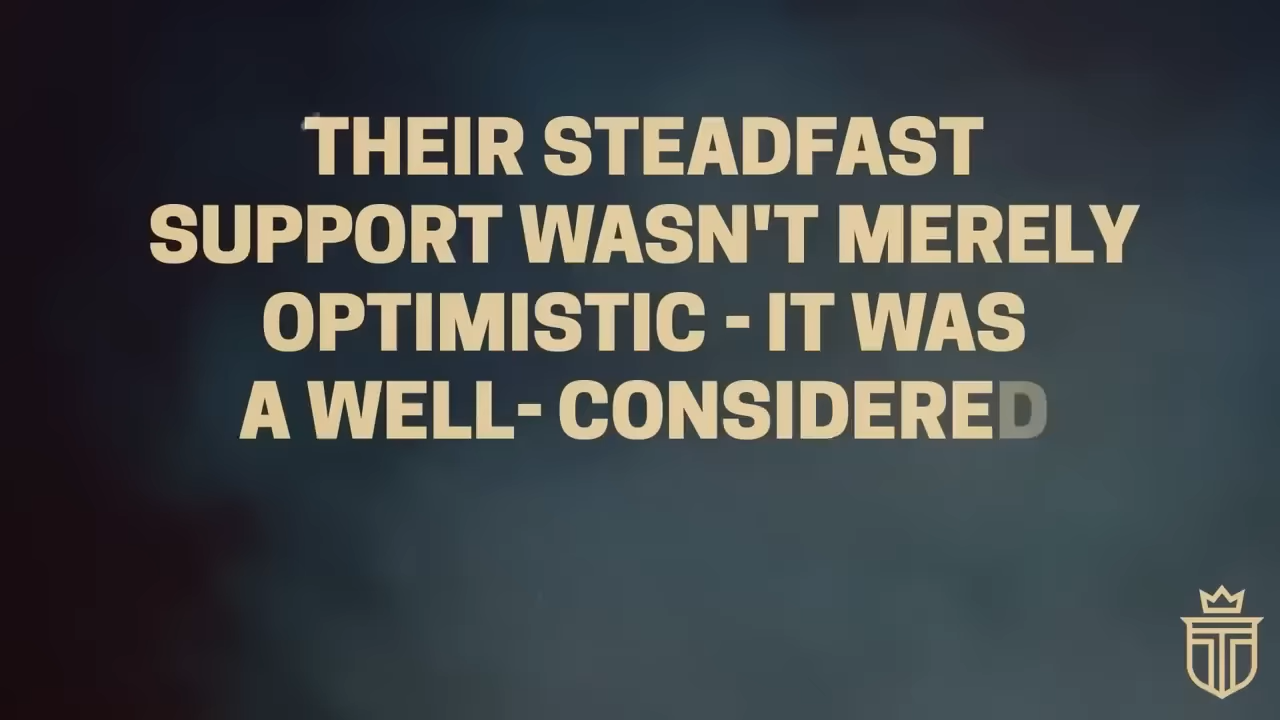 THEIR STEADFAST
SUPPORT WASN'T MERELY
OPTIMISTIC - IT WAS
A WELL- CONSIDERED